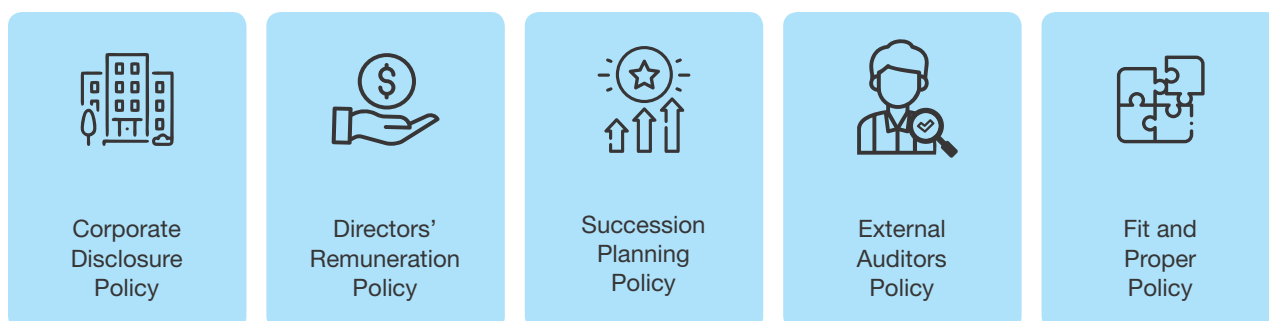 Corporate
Disclosure
Policy
Directors’
Remuneration
Policy
Succession
Planning
Policy
External
Auditors
Policy
Fit and
Proper
Policy